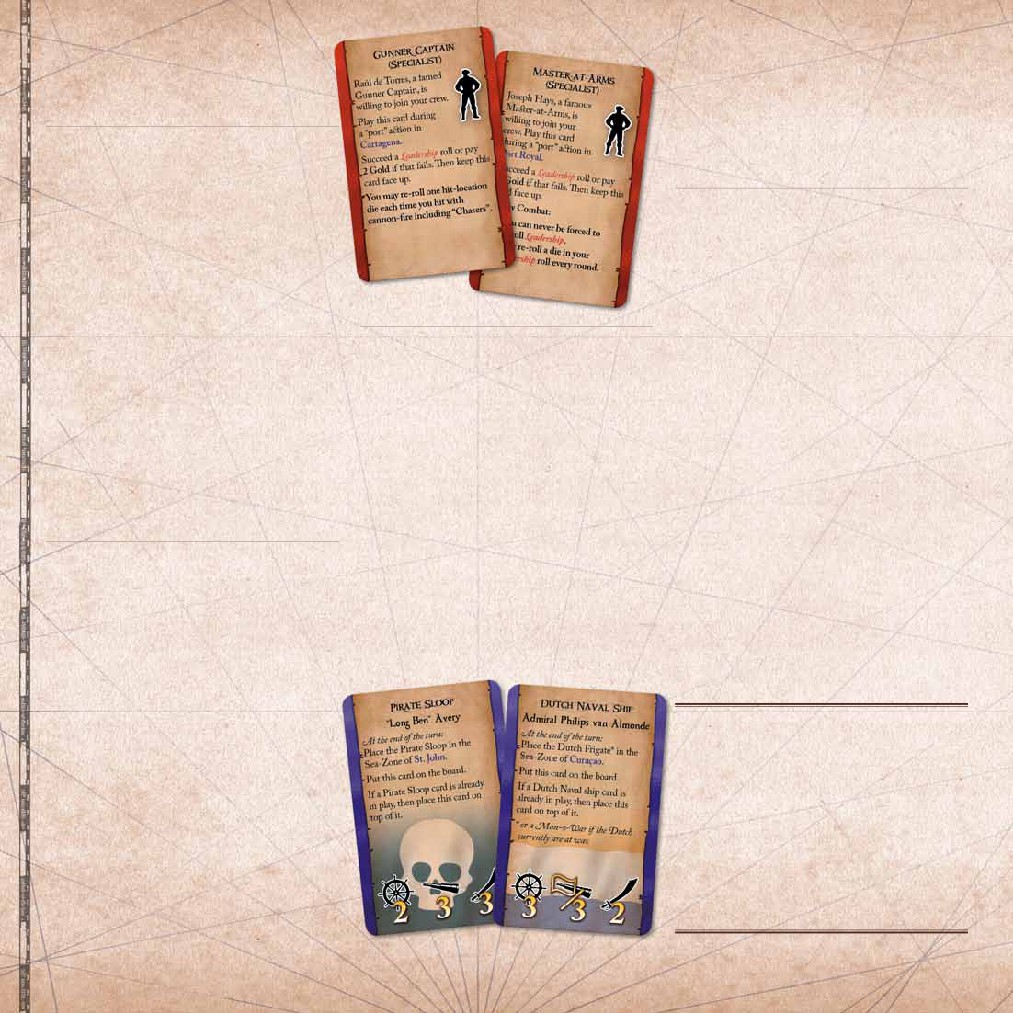 GUNNER CAPTAIN
(SPECIALIST)
Raúl de Torres, a famed
Gunner Captain, is
willing to join your crew.
Play this card during
a "port" action in
Cartagena.
Succeed a Leadership roll or pay
2 Gold if that fails. Then keep this
card face up.
You may re-roll one hit-location
die each time you hit with
cannon-fire including "Chasers".
MASTER-AT-ARMS
(SPECIALIST)
Joseph Hays, a famous
Master-at-Arms, is
willing to join your
crew. Play this card
during a "port" action in
Port Royal.
Leadership roll or pay
Gold if that fails. Then keep this
face up.
Combat:
can never be forced to
Leadership.
re-roll a die in your
roll every round.
PIRATE SLOOP
"Long Ben" Avery
At the end of the turn:
Place the Pirate Sloop in the
Sea-Zone of St. John.
Put this card on the board.
If a Pirate Sloop card is already
in play, then place this card on
top of it.
2 3 3
DUTCH NAVAL SHIP
Admiral Philips van Almonde
At the end of the turn:
Place the Dutch Frigate* in the
Sea-Zone of Curaçao.
Put this card on the board
If a Dutch Naval ship card is
already in play, then place this
card on top of it.
*or a Man-o-War if the Dutch
currently are at war.
3 3 2